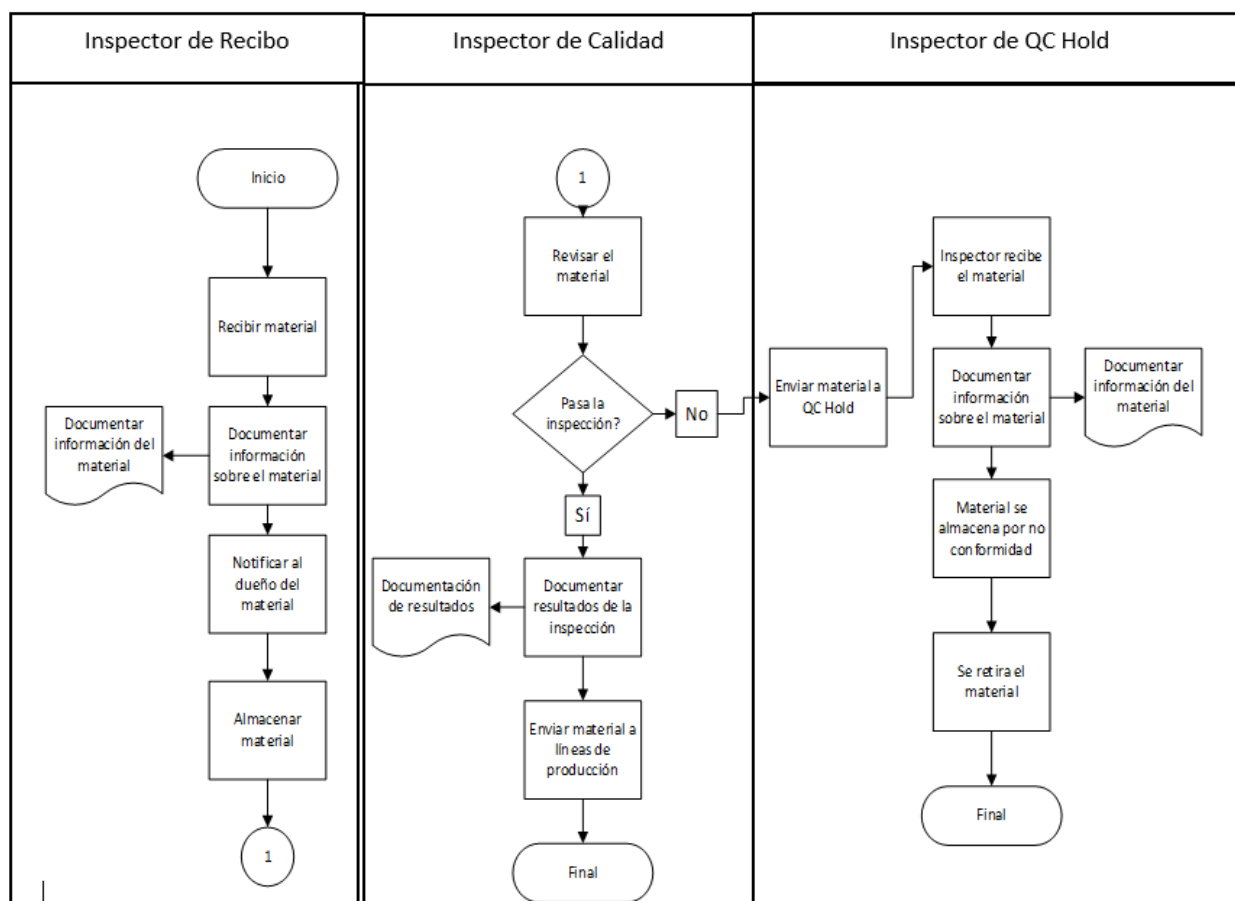 Inspector de Recibo
Inspector de Calidad
Inspector de QC Hold
Inicio
Recibir material
Documentar
información del
material
Documentar
información
sobre el material
Notificar al
dueño del
material
Almacenar
material
1
1
Revisar el
material
Pasa la
inspección?
No
Sí
Documentación
de resultados
Documentar
resultados de la
inspección
Enviar material a
líneas de
producción
Final
Enviar material a
QC Hold
Inspector recibe
el material
Documentar
información
sobre el material
Documentar
información del
material
Material se
almacena por no
conformidad
Se retira el
material
Final